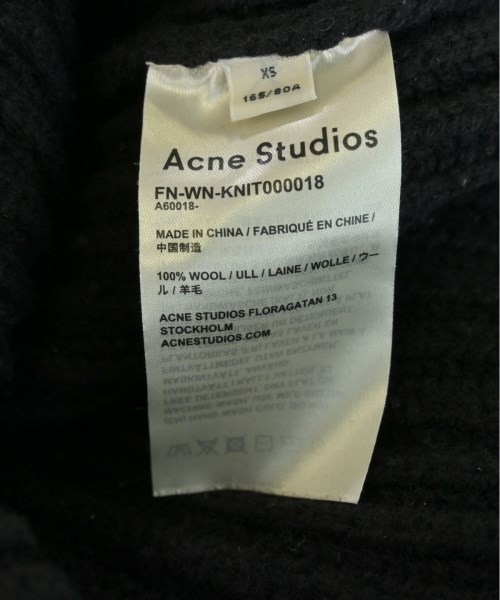 XS
165/80A
Acne Studios
FN-WN-KNIT000018
A60018-
MADE IN CHINA / FABRIQUÉ EN CHINE /
中国制造
100% WOOL / ULL / LAINE / WOLLE / ウー
ル / 羊毛
ACNE STUDIOS FLORAGATAN 13
STOCKHOLM
ACNESTUDIOS.COM